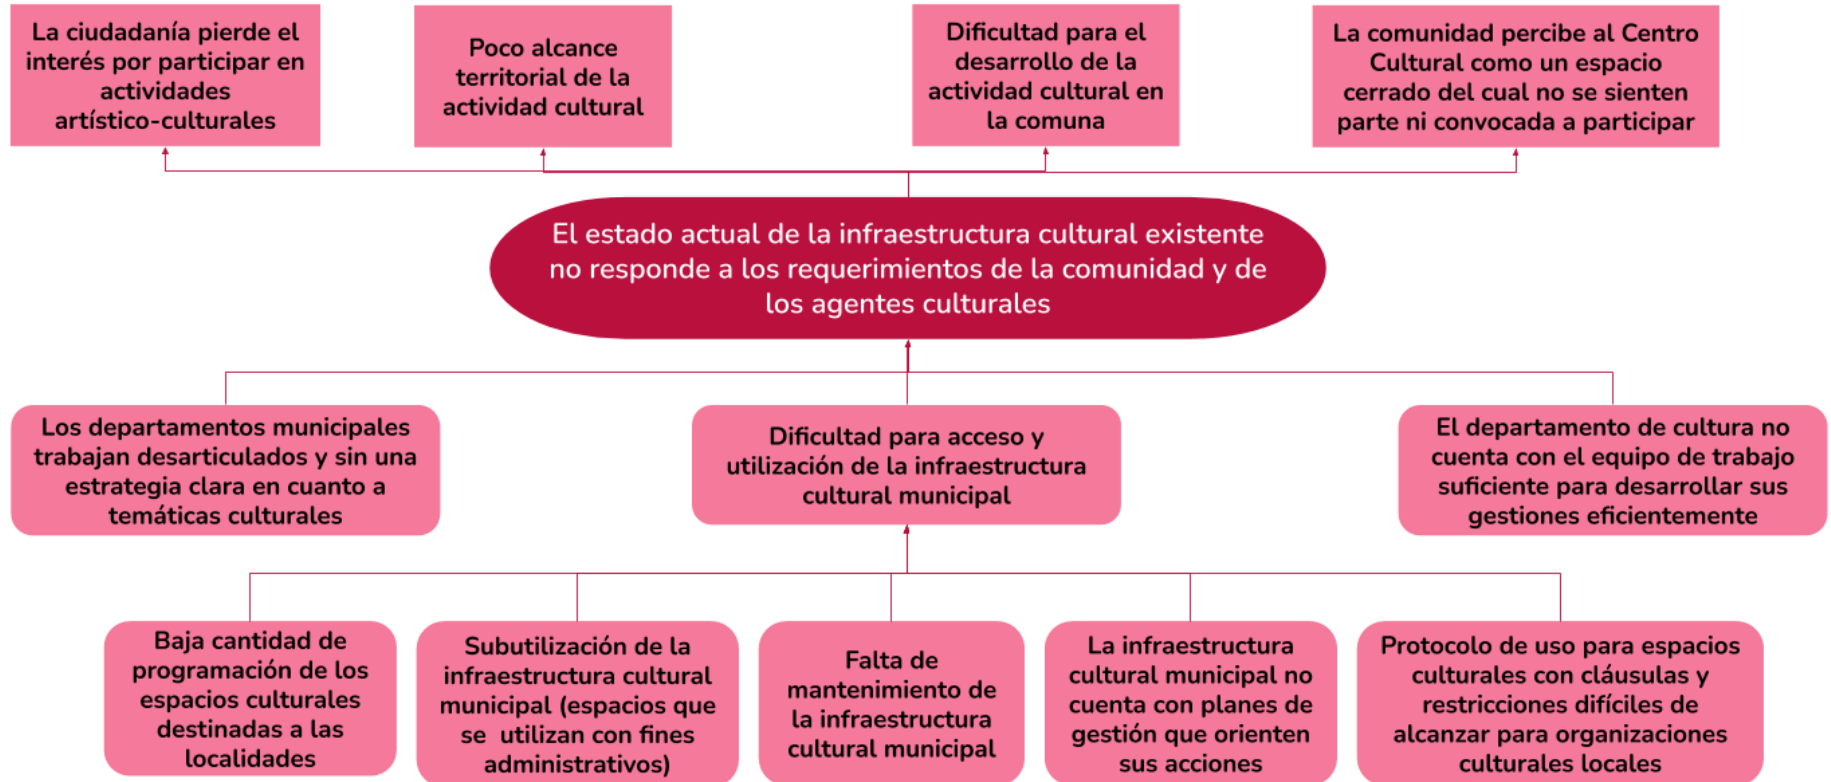 La ciudadanía pierde el
interés por participar en
actividades
artístico-culturales
Poco alcance
territorial de la
actividad cultural
Dificultad para el
desarrollo de la
actividad cultural en
la comuna
La comunidad percibe al Centro
Cultural como un espacio
cerrado del cual no se sienten
parte ni convocada a participar
El estado actual de la infraestructura cultural existente
no responde a los requerimientos de la comunidad y de
los agentes culturales
Los departamentos municipales
trabajan desarticulados y sin una
estrategia clara en cuanto a
temáticas culturales
Dificultad para acceso y
utilización de la infraestructura
cultural municipal
El departamento de cultura no
cuenta con el equipo de trabajo
suficiente para desarrollar sus
gestiones eficientemente
Baja cantidad de
programación de los
espacios culturales
destinadas a las
localidades
Subutilización de la
infraestructura cultural
municipal (espacios que
se utilizan con fines
administrativos)
Falta de
mantenimiento de
la infraestructura
cultural municipal
La infraestructura
cultural municipal no
cuenta con planes de
gestión que orienten
sus acciones
Protocolo de uso para espacios
culturales con cláusulas y
restricciones difíciles de
alcanzar para organizaciones
culturales locales